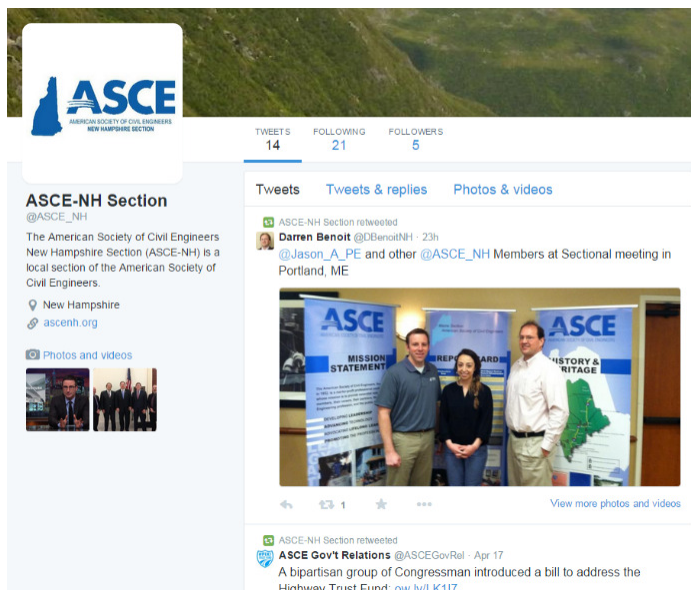 ASCE
AMERICAN SOCIETY OF CIVIL ENGINEERS
NEW HAMPSHIRE SECTION
TWEETS
14
FOLLOWING
21
FOLLOWERS
5
ASCE-NH Section
@ASCE_NH
The American Society of Civil Engineers
New Hampshire Section (ASCE-NH) is a
local section of the American Society of
Civil Engineers.
New Hampshire
ascenh.org
Photos and videos
Tweets
Tweets & replies
Photos & videos
ASCE-NH Section retweeted
Darren Benoit @DBenoitNH · 23h
@Jason_A_PE and other @ASCE_NH Members at Sectional meeting in
Portland, ME
ASCE
MISSION
STATEMENT
REPORT CARD
ASCE
HISTORY &
HERITAGE
1
View more photos and videos
ASCE-NH Section retweeted
ASCE Gov't Relations @ASCEGovRel · Apr 17
A bipartisan group of Congressman introduced a bill to address the
Highway Trust Fund: